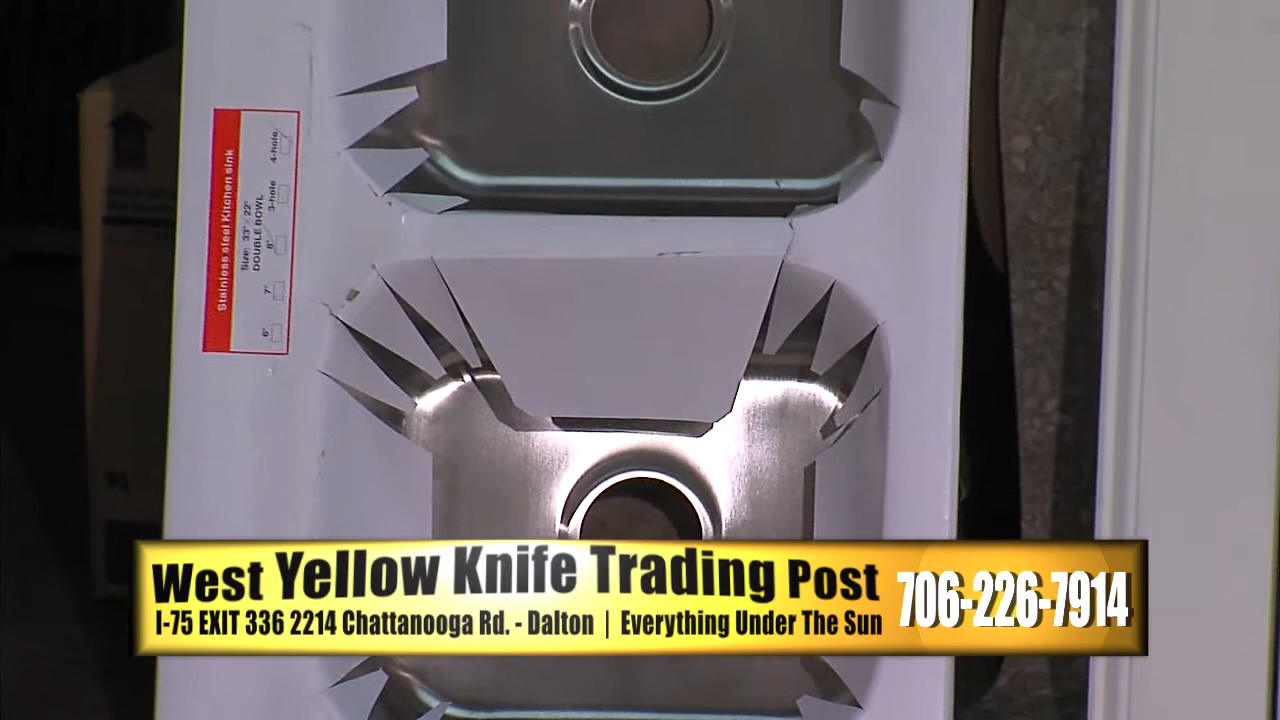 Stainless steel Kitchen sink
Size: 33"X 22"
DOUBLE BOWL
6" 7" 8" 3-hole 4-hole
West Yellow Knife Trading Post
706-226-7914
I-75 EXIT 336 2214 Chattanooga Rd. - Dalton | Everything Under The Sun